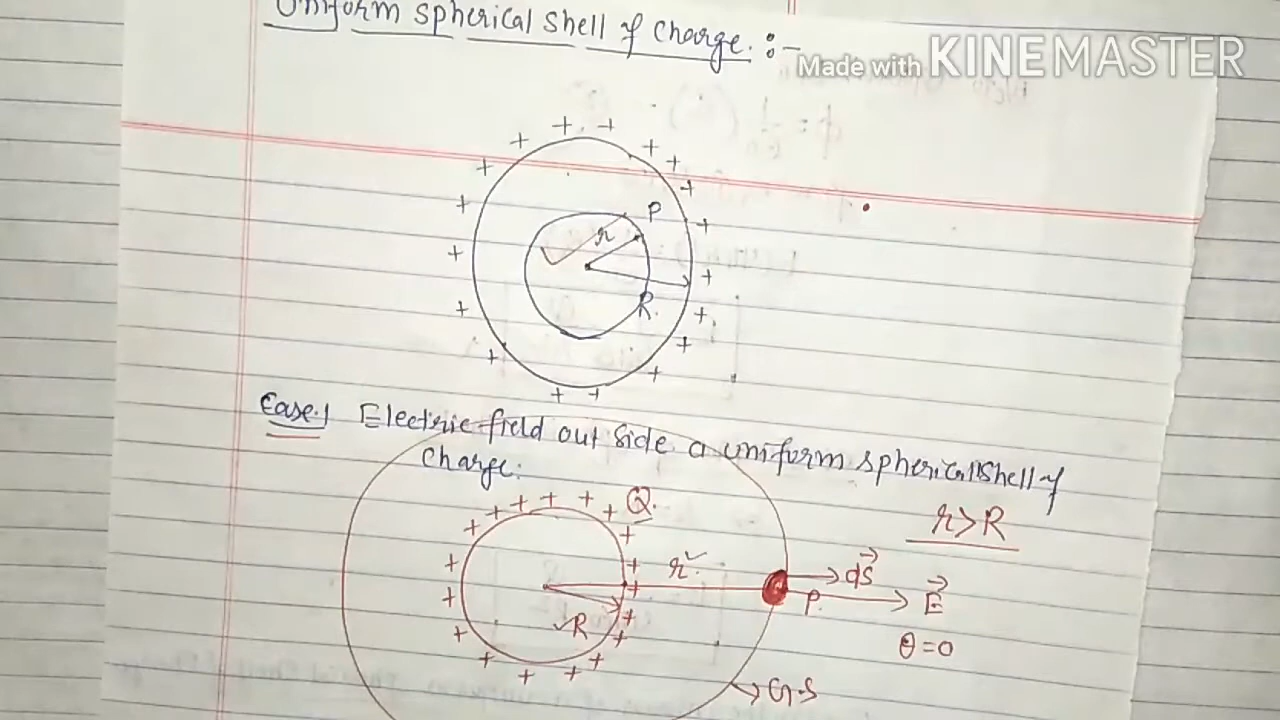 Uniform spherical shell of charge :-
Made with KINEMASTER
+ + + + + + + + + + + + + + + + + + +
P
r
R.
Case.1 Electric field out side a uniform spherical shell of
charge.
r>R
+ + + + + + + + + + + + + + + + + + +
Q.
r
dS
P.
E
R
θ=0
G.S